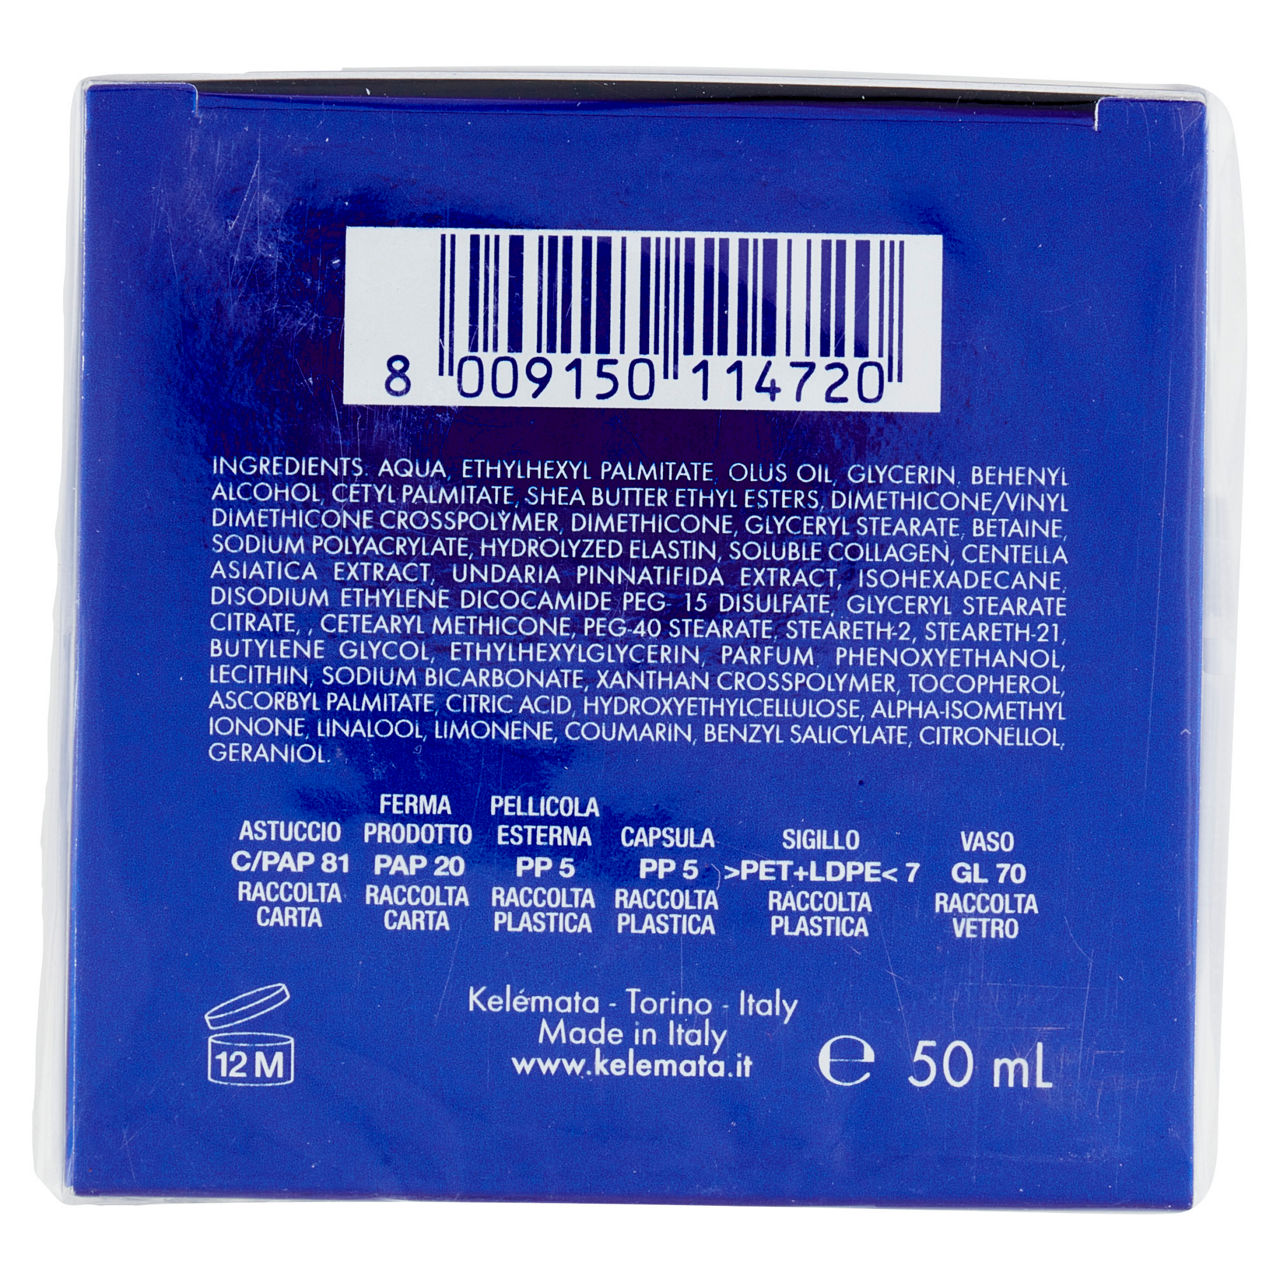 8 009150 114720
INGREDIENTS. AQUA, ETHYLHEXYL PALMITATE, OLUS OIL, GLYCERIN, BEHENYL
ALCOHOL, CETYL PALMITATE, SHEA BUTTER ETHYL ESTERS, DIMETHICONE/VINYL
DIMETHICONE CROSSPOLYMER, DIMETHICONE, GLYCERYL STEARATE, BETAINE,
SODIUM POLYACRYLATE, HYDROLYZED ELASTIN, SOLUBLE COLLAGEN, CENTELLA
ASIATICA EXTRACT, UNDARIA PINNATIFIDA EXTRACT, ISOHEXADECANE,
DISODIUM ETHYLENE DICOCAMIDE PEG- 15 DISULFATE, GLYCERYL STEARATE
CITRATE, , CETEARYL METHICONE, PEG-40 STEARATE, STEARETH-2, STEARETH-21,
BUTYLENE GLYCOL, ETHYLHEXYLGLYCERIN, PARFUM, PHENOXYETHANOL,
LECITHIN, SODIUM BICARBONATE, XANTHAN CROSSPOLYMER, TOCOPHEROL,
ASCORBYL PALMITATE, CITRIC ACID, HYDROXYETHYLCELLULOSE, ALPHA-ISOMETHYL
IONONE, LINALOOL, LIMONENE, COUMARIN, BENZYL SALICYLATE, CITRONELLOL,
GERANIOL.
FERMA PELLICOLA
ASTUCCIO PRODOTTO ESTERNA CAPSULA SIGILLO VASO
C/PAP 81 PAP 20 PP 5 PP 5 >PET+LDPE< 7 GL 70
RACCOLTA RACCOLTA RACCOLTA RACCOLTA RACCOLTA RACCOLTA
CARTA CARTA PLASTICA PLASTICA PLASTICA VETRO
Kelémata - Torino - Italy
Made in Italy
www.kelemata.it
12 M
℮ 50 mL